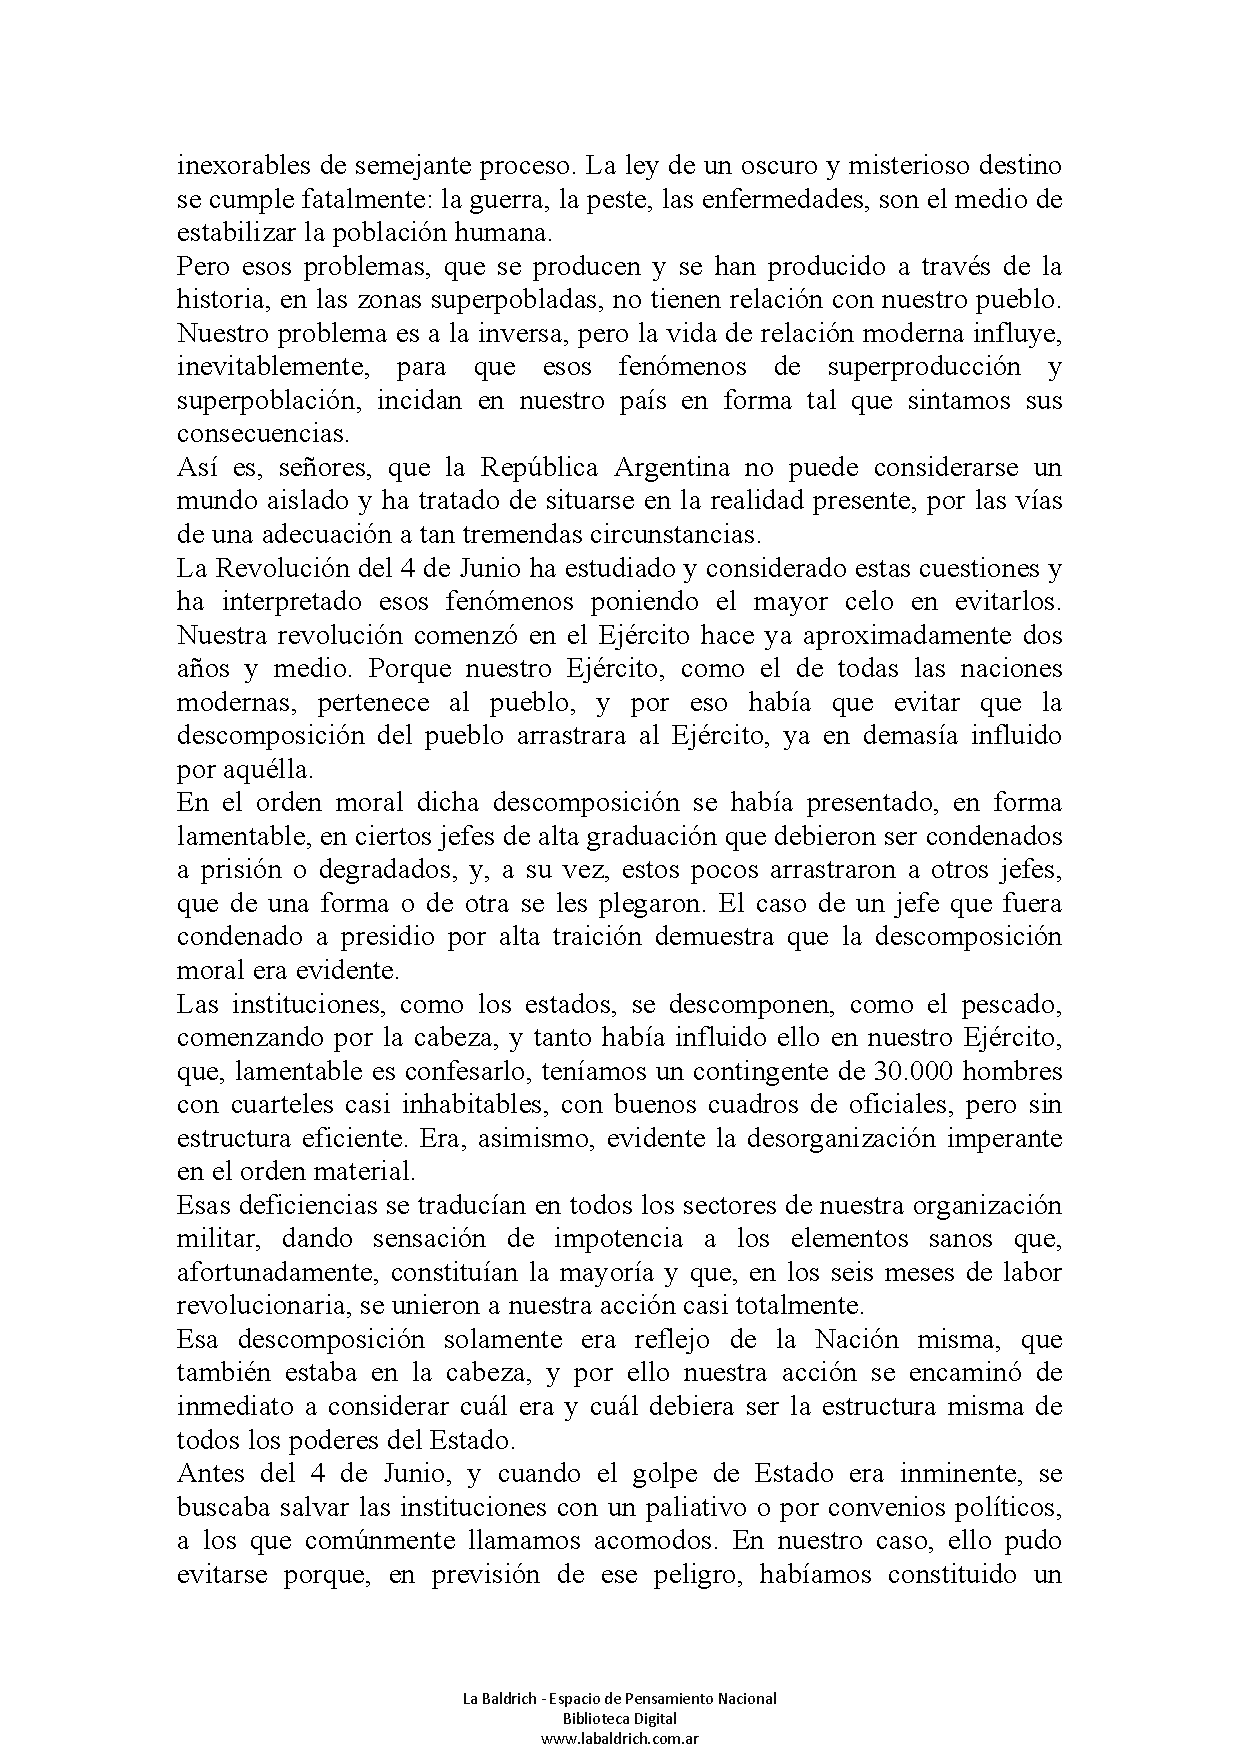 inexorables de semejante proceso. La ley de un oscuro y misterioso destino
se cumple fatalmente: la guerra, la peste, las enfermedades, son el medio de
estabilizar la población humana.
Pero esos problemas, que se producen y se han producido a través de la
historia, en las zonas superpobladas, no tienen relación con nuestro pueblo.
Nuestro problema es a la inversa, pero la vida de relación moderna influye,
inevitablemente, para que esos fenómenos de superproducción y
superpoblación, incidan en nuestro país en forma tal que sintamos sus
consecuencias.
Así es, señores, que la República Argentina no puede considerarse un
mundo aislado y ha tratado de situarse en la realidad presente, por las vías
de una adecuación a tan tremendas circunstancias.
La Revolución del 4 de Junio ha estudiado y considerado estas cuestiones y
ha interpretado esos fenómenos poniendo el mayor celo en evitarlos.
Nuestra revolución comenzó en el Ejército hace ya aproximadamente dos
años y medio. Porque nuestro Ejército, como el de todas las naciones
modernas, pertenece al pueblo, y por eso había que evitar que la
descomposición del pueblo arrastrara al Ejército, ya en demasía influido
por aquélla.
En el orden moral dicha descomposición se había presentado, en forma
lamentable, en ciertos jefes de alta graduación que debieron ser condenados
a prisión o degradados, y, a su vez, estos pocos arrastraron a otros jefes,
que de una forma o de otra se les plegaron. El caso de un jefe que fuera
condenado a presidio por alta traición demuestra que la descomposición
moral era evidente.
Las instituciones, como los estados, se descomponen, como el pescado,
comenzando por la cabeza, y tanto había influido ello en nuestro Ejército,
que, lamentable es confesarlo, teníamos un contingente de 30.000 hombres
con cuarteles casi inhabitables, con buenos cuadros de oficiales, pero sin
estructura eficiente. Era, asimismo, evidente la desorganización imperante
en el orden material.
Esas deficiencias se traducían en todos los sectores de nuestra organización
militar, dando sensación de impotencia a los elementos sanos que,
afortunadamente, constituían la mayoría y que, en los seis meses de labor
revolucionaria, se unieron a nuestra acción casi totalmente.
Esa descomposición solamente era reflejo de la Nación misma, que
también estaba en la cabeza, y por ello nuestra acción se encaminó de
inmediato a considerar cuál era y cuál debiera ser la estructura misma de
todos los poderes del Estado.
Antes del 4 de Junio, y cuando el golpe de Estado era inminente, se
buscaba salvar las instituciones con un paliativo o por convenios políticos,
a los que comúnmente llamamos acomodos. En nuestro caso, ello pudo
evitarse porque, en previsión de ese peligro, habíamos constituido un
La Baldrich - Espacio de Pensamiento Nacional
Biblioteca Digital
www.labaldrich.com.ar